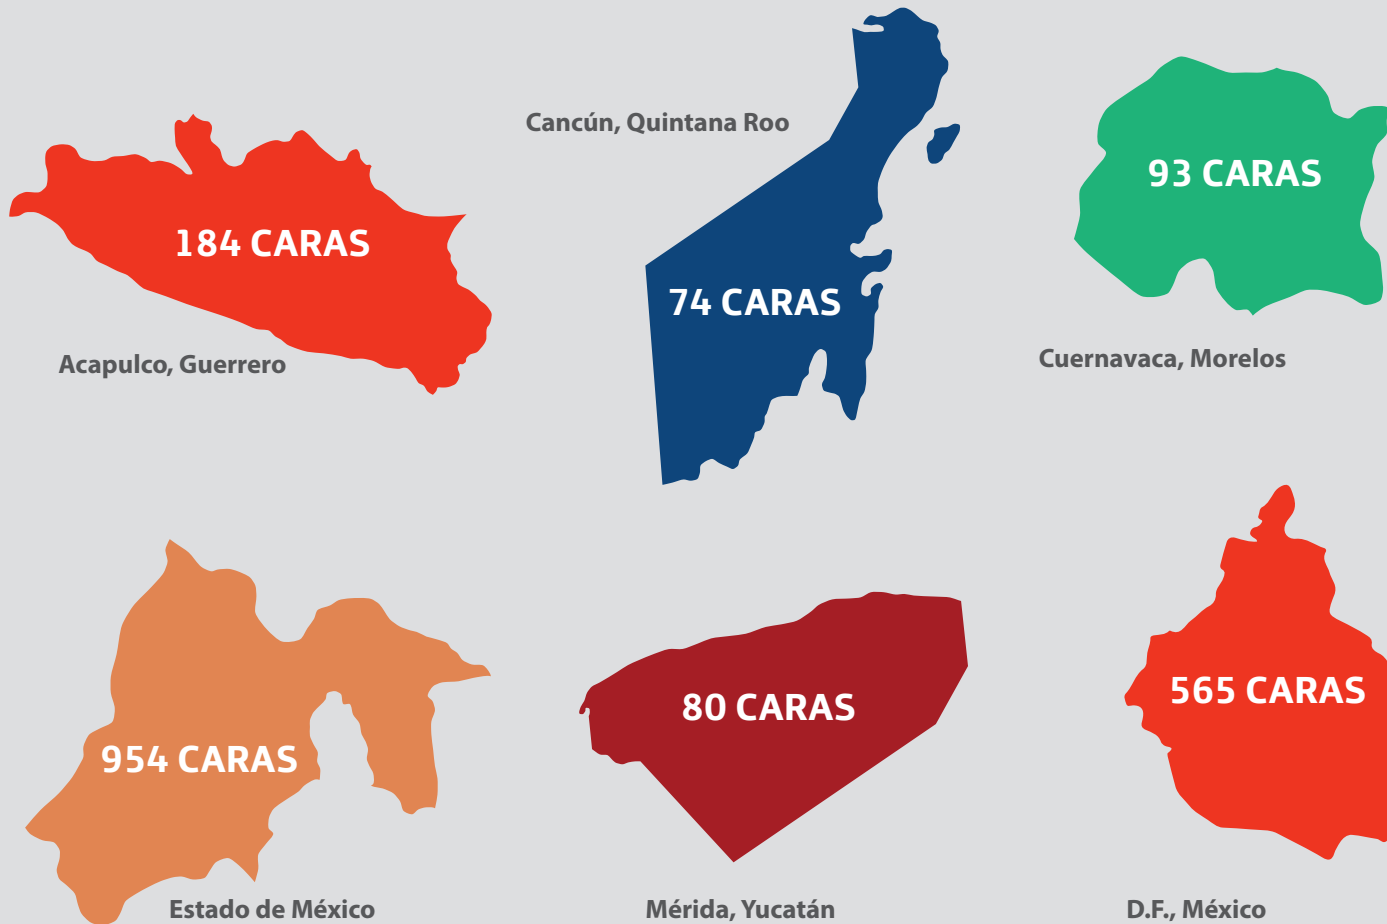 Cancún, Quintana Roo
93 CARAS
184 CARAS
74 CARAS
Acapulco, Guerrero
Cuernavaca, Morelos
565 CARAS
80 CARAS
954 CARAS
Estado de México
Mérida, Yucatán
D.F., México